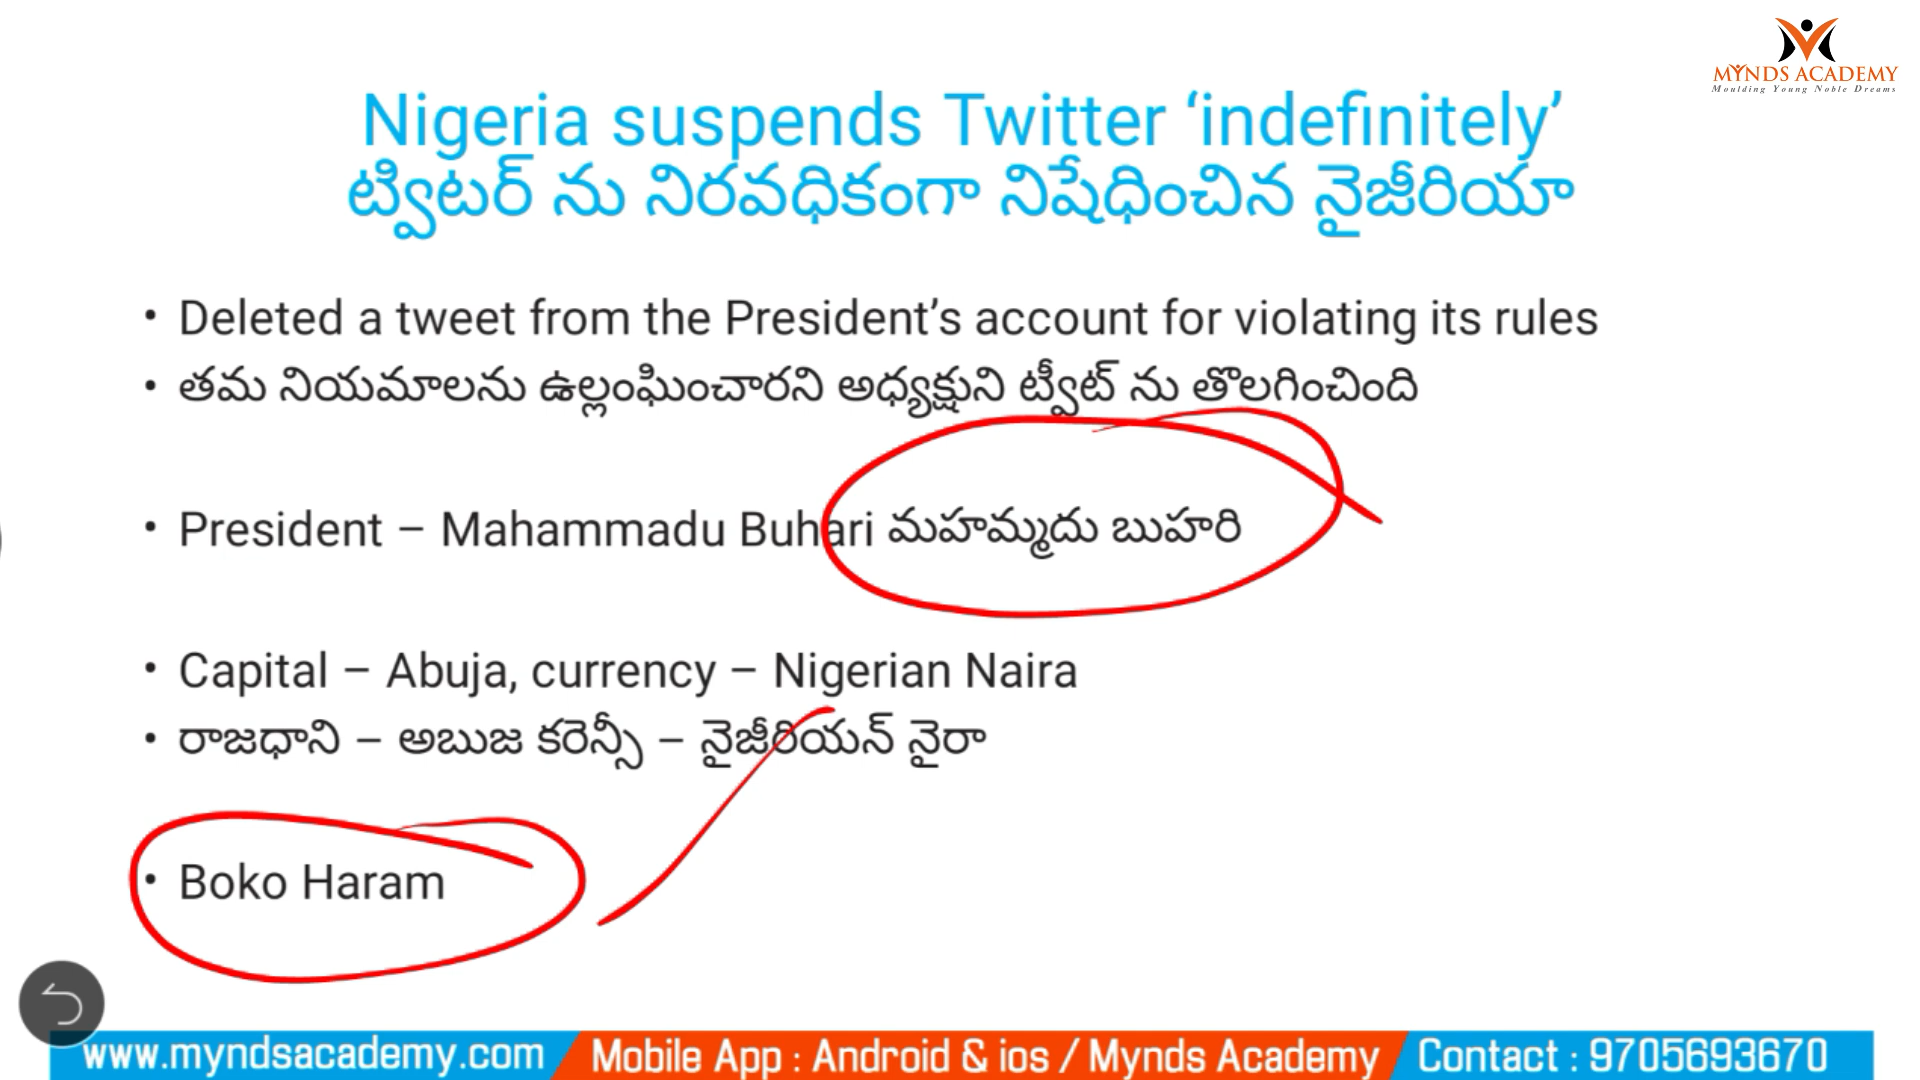 MYNDS ACADEMY
Moulding Young Noble Dreams
Nigeria suspends Twitter ‘indefinitely’
ట్విటర్ ను నిరవధికంగా నిషేధించిన నైజీరియా
• Deleted a tweet from the President’s account for violating its rules
• తమ నియమాలను ఉల్లంఘించారని అధ్యక్షుని ట్వీట్ ను తొలగించింది
• President – Mahammadu Buhari మహమ్మదు బుహరి
• Capital – Abuja, currency – Nigerian Naira
• రాజధాని – అబుజ కరెన్సీ – నైజీరియన్ నైరా
• Boko Haram
www.myndsacademy.com Mobile App : Android & ios / Mynds Academy Contact : 9705693670